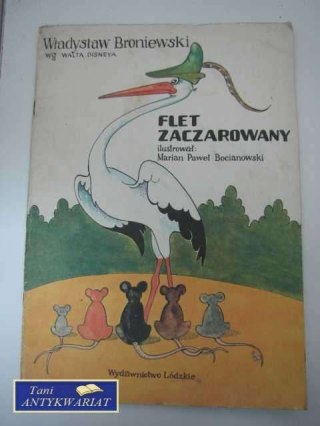 Władysław Broniewski
WG WALTA DISNEYA
FLET
ZACZAROWANY
ilustrował:
Marian Paweł Bocianowski
Wydawnictwo Łódzkie
Tani
ANTYKWARIAT